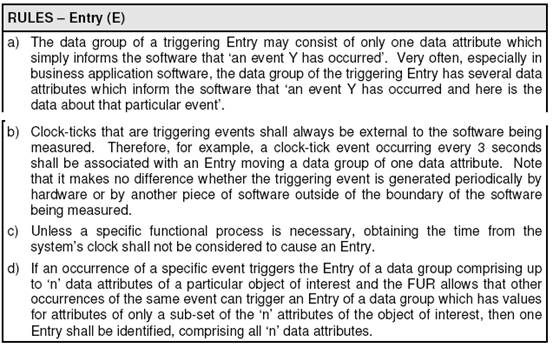 RULES – Entry (E)
a) The data group of a triggering Entry may consist of only one data attribute which
simply informs the software that ‘an event Y has occurred’. Very often, especially in
business application software, the data group of the triggering Entry has several data
attributes which inform the software that ‘an event Y has occurred and here is the
data about that particular event’.
b) Clock-ticks that are triggering events shall always be external to the software being
measured. Therefore, for example, a clock-tick event occurring every 3 seconds
shall be associated with an Entry moving a data group of one data attribute. Note
that it makes no difference whether the triggering event is generated periodically by
hardware or by another piece of software outside of the boundary of the software
being measured.
c) Unless a specific functional process is necessary, obtaining the time from the
system’s clock shall not be considered to cause an Entry.
d) If an occurrence of a specific event triggers the Entry of a data group comprising up
to ‘n’ data attributes of a particular object of interest and the FUR allows that other
occurrences of the same event can trigger an Entry of a data group which has values
for attributes of only a sub-set of the ‘n’ attributes of the object of interest, then one
Entry shall be identified, comprising all ‘n’ data attributes.